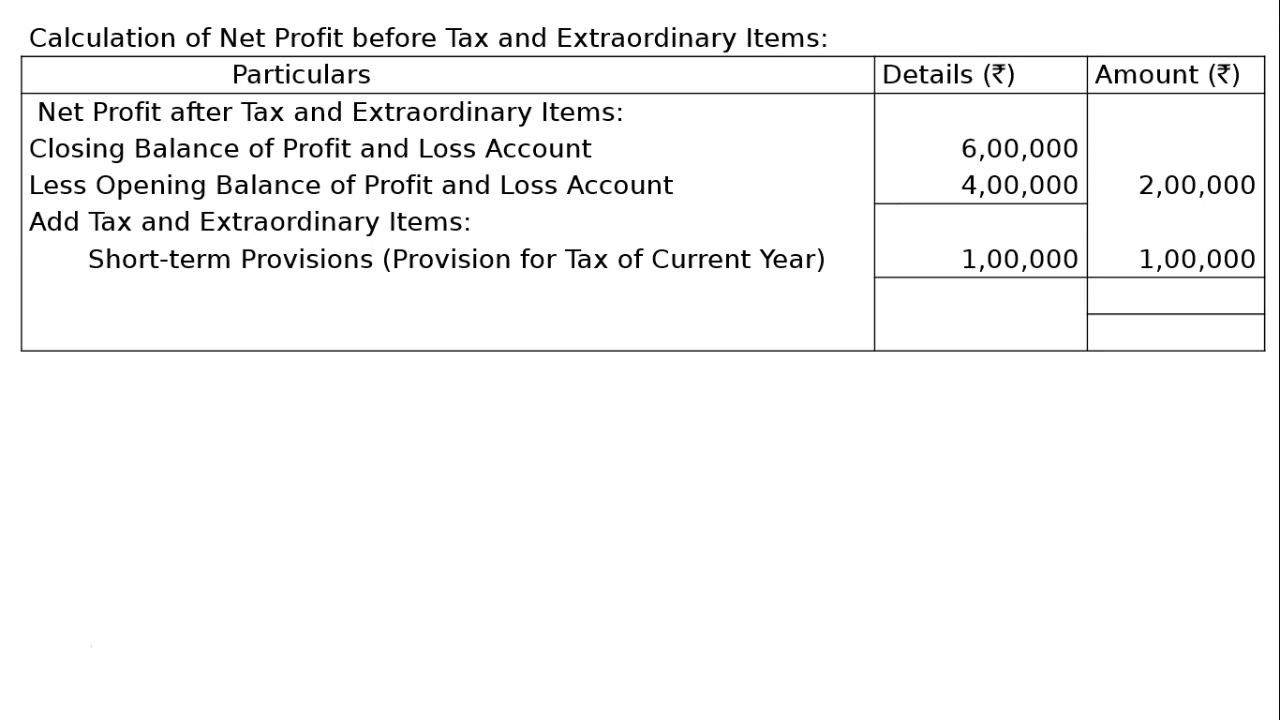 Calculation of Net Profit before Tax and Extraordinary Items:
Particulars Details (₹) Amount (₹)
Net Profit after Tax and Extraordinary Items:
Closing Balance of Profit and Loss Account 6,00,000
Less Opening Balance of Profit and Loss Account 4,00,000 2,00,000
Add Tax and Extraordinary Items:
Short-term Provisions (Provision for Tax of Current Year) 1,00,000 1,00,000